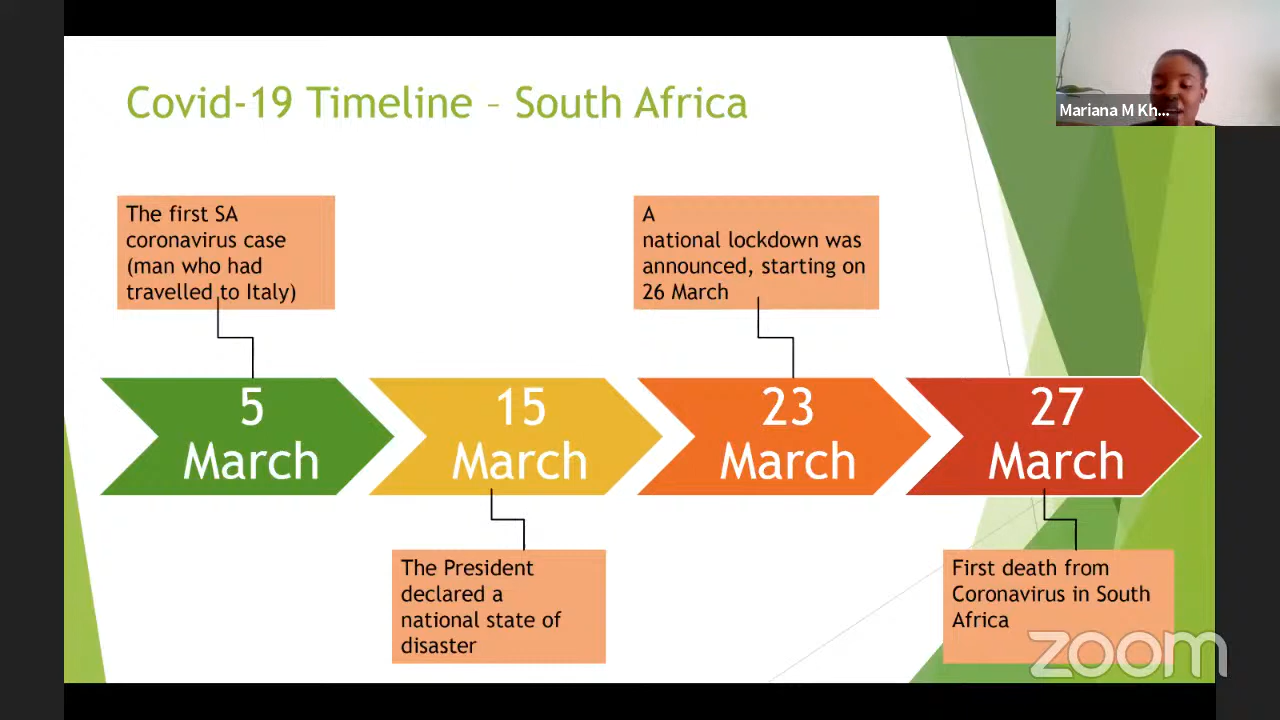 Covid-19 Timeline – South Africa
Mariana M Kh...
The first SA
coronavirus case
(man who had
travelled to Italy)
A
national lockdown was
announced, starting on
26 March
5
March
15
March
23
March
27
March
The President
declared a
national state of
disaster
First death from
Coronavirus in South
Africa
zoom